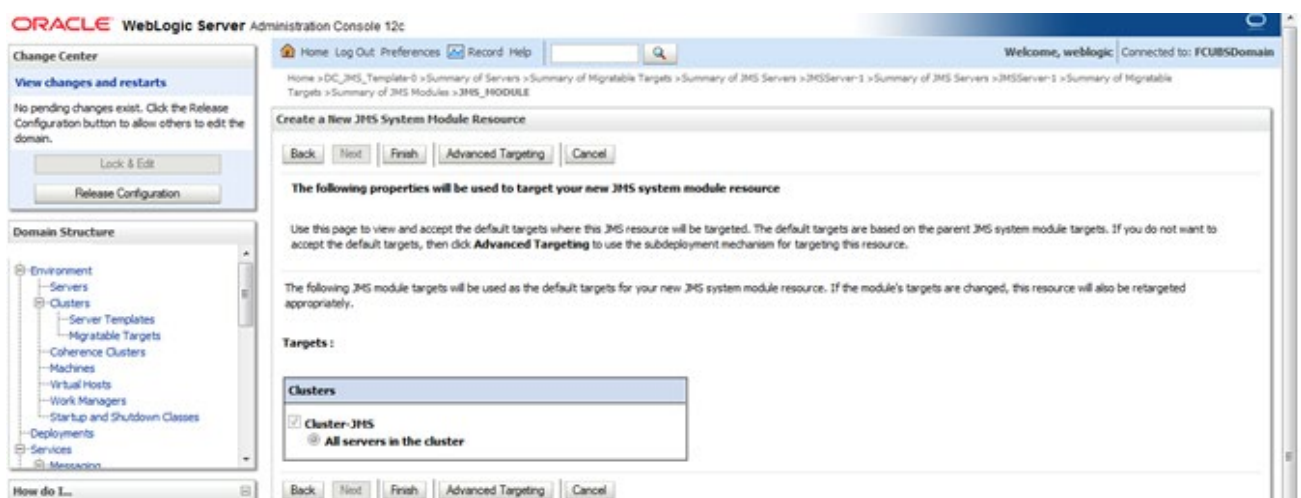 ORACLE WebLogic Server Administration Console 12c
Change Center
View changes and restarts
No pending changes exist. Click the Release
Configuration button to allow others to edit the
domain.
Lock & Edit
Release Configuration
Domain Structure
Environment
Servers
Clusters
Server Templates
Migratable Targets
Coherence Clusters
Machines
Virtual Hosts
Work Managers
Startup and Shutdown Classes
Deployments
Services
Messaging
How do I...
Home Log Out Preferences Record Help
Welcome, weblogic Connected to: FCUBSDomain
Home >DC_JMS_Template-0 >Summary of Servers >Summary of Migratable Targets >Summary of JMS Servers >JMSServer-1 >Summary of JMS Servers >JMSServer-1 >Summary of Migratable
Targets >Summary of JMS Modules >JMS_MODULE
Create a New JMS System Module Resource
Back Next Finish Advanced Targeting Cancel
The following properties will be used to target your new JMS system module resource
Use this page to view and accept the default targets where this JMS resource will be targeted. The default targets are based on the parent JMS system module targets. If you do not want to
accept the default targets, then click Advanced Targeting to use the subdeployment mechanism for targeting this resource.
The following JMS module targets will be used as the default targets for your new JMS system module resource. If the module's targets are changed, this resource will also be retargeted
appropriately.
Targets :
Clusters
Cluster-JMS
All servers in the cluster
Back Next Finish Advanced Targeting Cancel